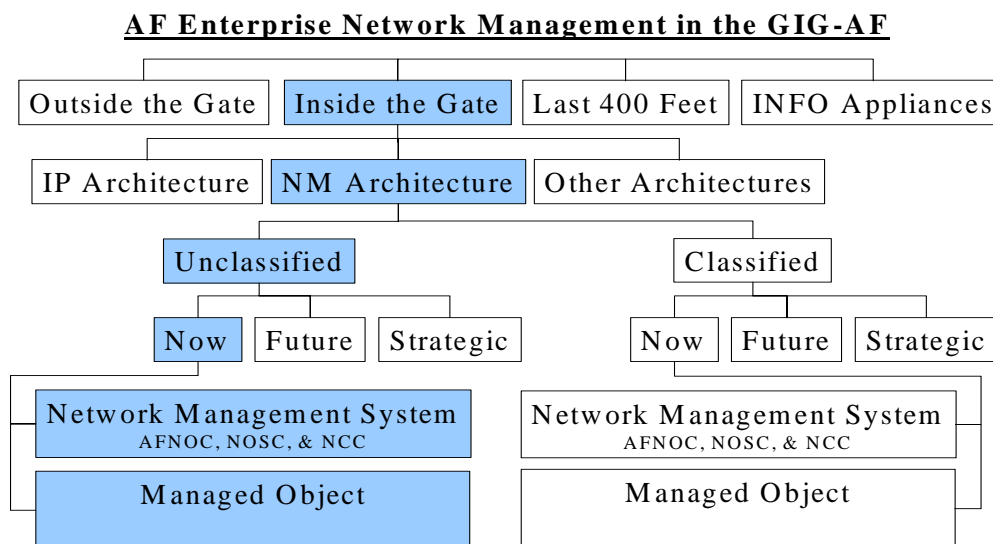 AF Enterprise Network Management in the GIG-AF
Outside the Gate
Inside the Gate
Last 400 Feet
INFO Appliances
IP Architecture
NM Architecture
Other Architectures
Unclassified
Classified
Now
Future
Strategic
Now
Future
Strategic
Network Management System
AFNOC, NOSC, & NCC
Managed Object
Network Management System
AFNOC, NOSC, & NCC
Managed Object